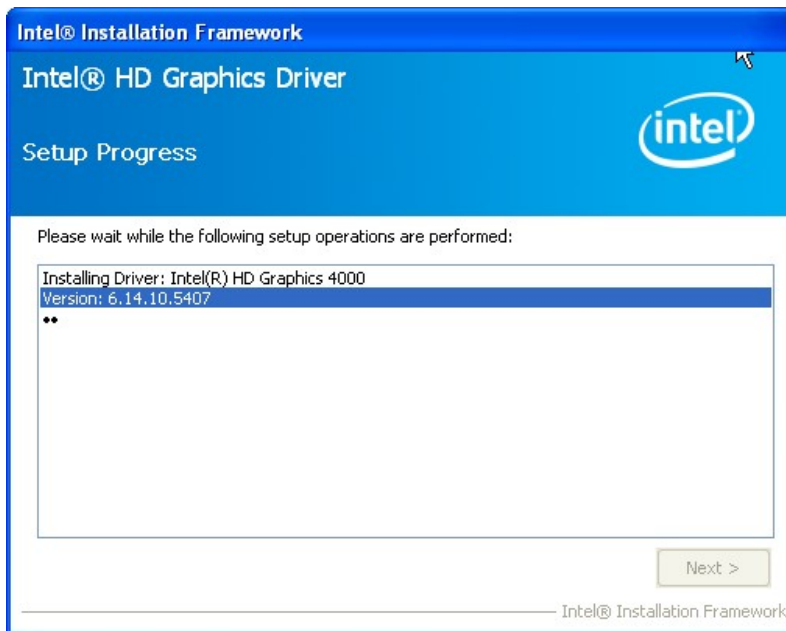 Intel® Installation Framework
Intel® HD Graphics Driver
intel
Setup Progress
Please wait while the following setup operations are performed:
Installing Driver: Intel(R) HD Graphics 4000
Version: 6.14.10.5407
••
Next >
Intel® Installation Framework